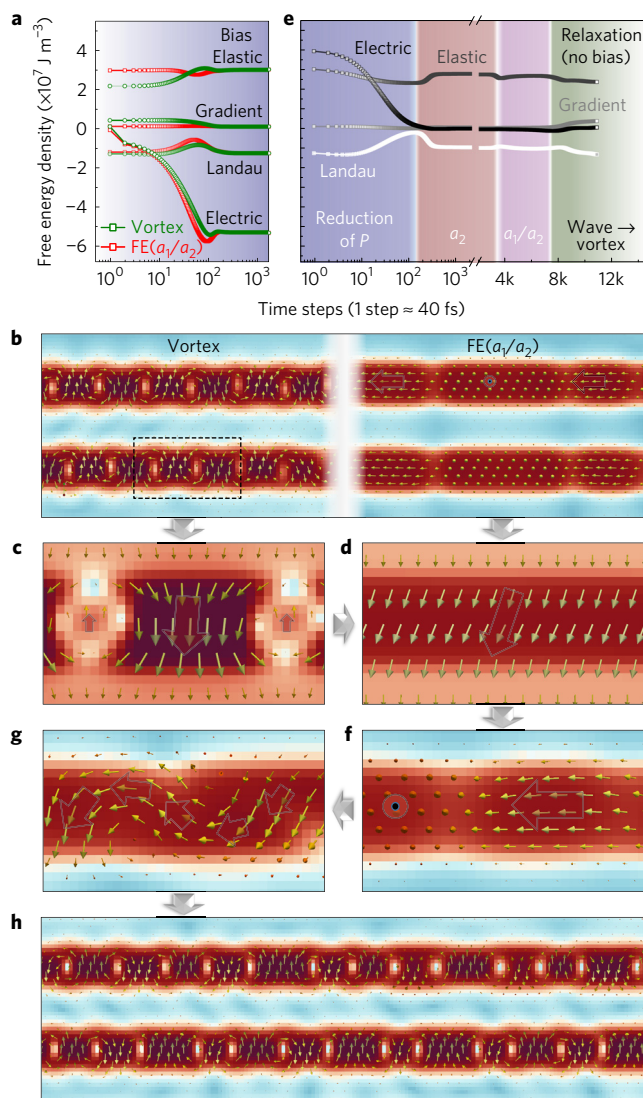 a
Free energy density (×10⁷ J m⁻³)
4
2
0
−2
−4
−6
Bias
Elastic
Gradient
Landau
Electric
Vortex
FE(a₁/a₂)
10⁰ 10¹ 10² 10³
e
Electric
Elastic
Relaxation
(no bias)
Gradient
Landau
Reduction
of P
a₂
a₁/a₂
Wave →
vortex
10⁰ 10¹ 10² 10³ 4k 8k 12k
Time steps (1 step ≈ 40 fs)
b
Vortex
FE(a₁/a₂)
c
d
g
f
h